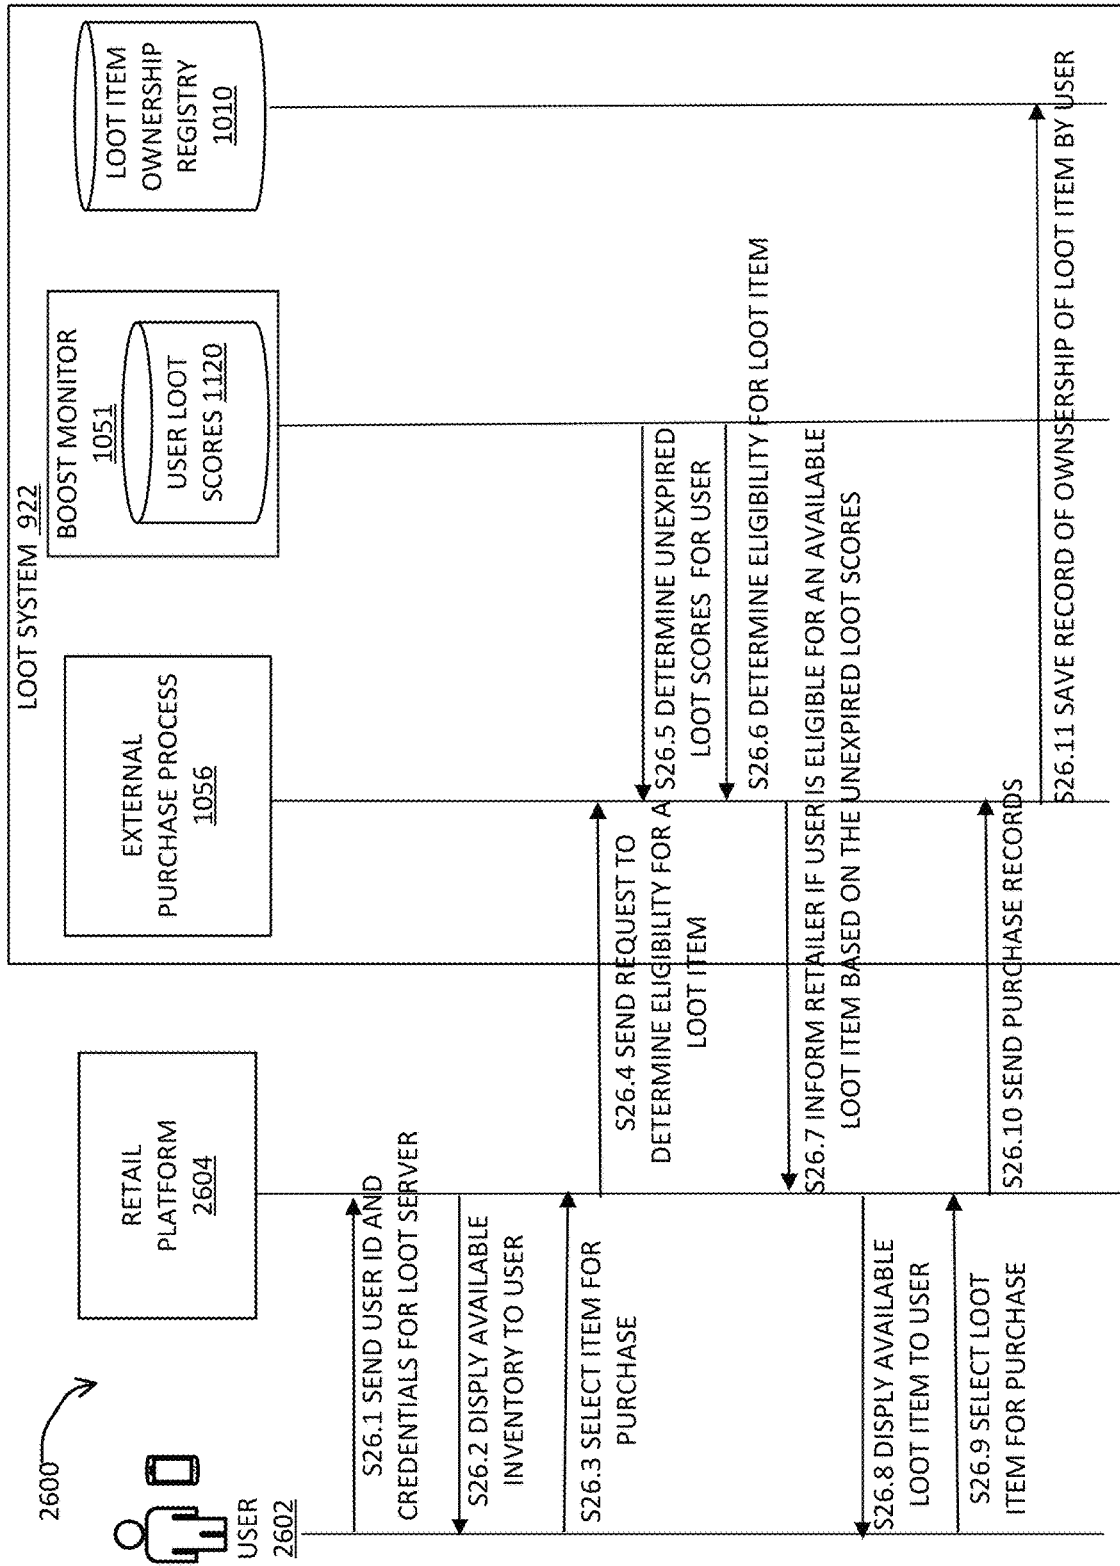 2600
LOOT SYSTEM 922
USER
2602
RETAIL
PLATFORM
2604
EXTERNAL
PURCHASE PROCESS
1056
BOOST MONITOR
1051
USER LOOT
SCORES 1120
LOOT ITEM
OWNERSHIP
REGISTRY
1010
S26.1 SEND USER ID AND
CREDENTIALS FOR LOOT SERVER
S26.2 DISPLY AVAILABLE
INVENTORY TO USER
S26.3 SELECT ITEM FOR
PURCHASE
S26.4 SEND REQUEST TO
DETERMINE ELIGIBILITY FOR A
LOOT ITEM
S26.5 DETERMINE UNEXPIRED
LOOT SCORES FOR USER
S26.6 DETERMINE ELIGIBILITY FOR LOOT ITEM
S26.7 INFORM RETAILER IF USER IS ELIGIBLE FOR AN AVAILABLE
LOOT ITEM BASED ON THE UNEXPIRED LOOT SCORES
S26.8 DISPLY AVAILABLE
LOOT ITEM TO USER
S26.9 SELECT LOOT
ITEM FOR PURCHASE
S26.10 SEND PURCHASE RECORDS
S26.11 SAVE RECORD OF OWNERSHIP OF LOOT ITEM BY USER